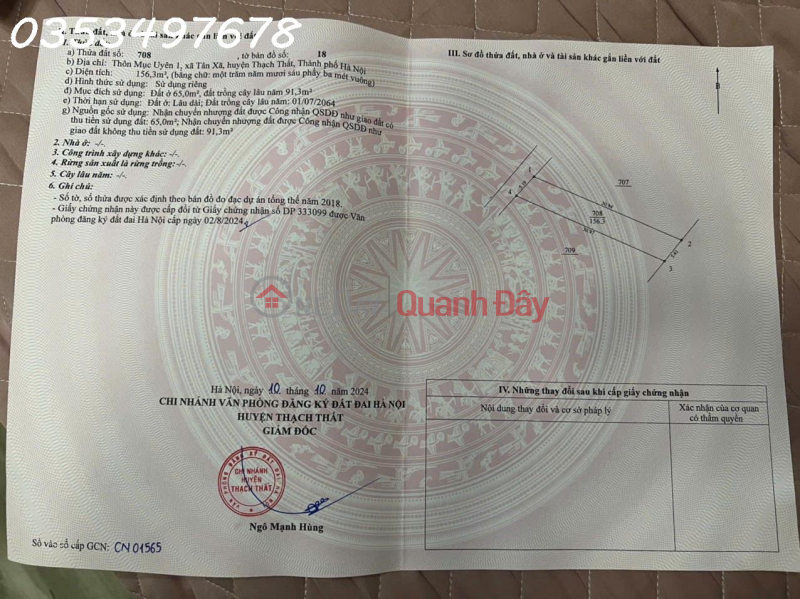 0353497678
II. Thửa đất, nhà ở và tài sản khác gắn liền với đất
a) Thửa đất số: 708 , tờ bản đồ số: 18
b) Địa chỉ: Thôn Mục Uyên 1, xã Tân Xã, huyện Thạch Thất, Thành phố Hà Nội
c) Diện tích: 156,3m², (bằng chữ: một trăm năm mươi sáu phẩy ba mét vuông)
d) Hình thức sử dụng: Sử dụng riêng
đ) Mục đích sử dụng: Đất ở 65,0m², đất trồng cây lâu năm 91,3m²
e) Thời hạn sử dụng: Đất ở: Lâu dài; Đất trồng cây lâu năm: 01/07/2064
g) Nguồn gốc sử dụng: Nhận chuyển nhượng đất được Công nhận QSDĐ như giao đất có
thu tiền sử dụng đất: 65,0m²; Nhận chuyển nhượng đất được Công nhận QSDĐ như
giao đất không thu tiền sử dụng đất: 91,3m²
2. Nhà ở: -/-
3. Công trình xây dựng khác: -/-
4. Rừng sản xuất là rừng trồng: -/-
5. Cây lâu năm: -/-
6. Ghi chú:
- Số tờ, số thửa được xác định theo bản đồ đo đạc dự án tổng thể năm 2018.
- Giấy chứng nhận này được cấp đổi từ Giấy chứng nhận số DP 333099 được Văn
phòng đăng ký đất đai Hà Nội cấp ngày 02/8/2024
Hà Nội, ngày 10 tháng 10 năm 2024
CHI NHÁNH VĂN PHÒNG ĐĂNG KÝ ĐẤT ĐAI HÀ NỘI
HUYỆN THẠCH THẤT
GIÁM ĐỐC
CHI NHÁNH
HUYỆN
THẠCH THẤT
Ngô Mạnh Hùng
Số vào sổ cấp GCN: CN 01565
III. Sơ đồ thửa đất, nhà ở và tài sản khác gắn liền với đất
B
1
707
4
708
156.3
709
2
3
Quanh Đây
IV. Những thay đổi sau khi cấp giấy chứng nhận
Nội dung thay đổi và cơ sở pháp lý
Xác nhận của cơ quan
có thẩm quyền